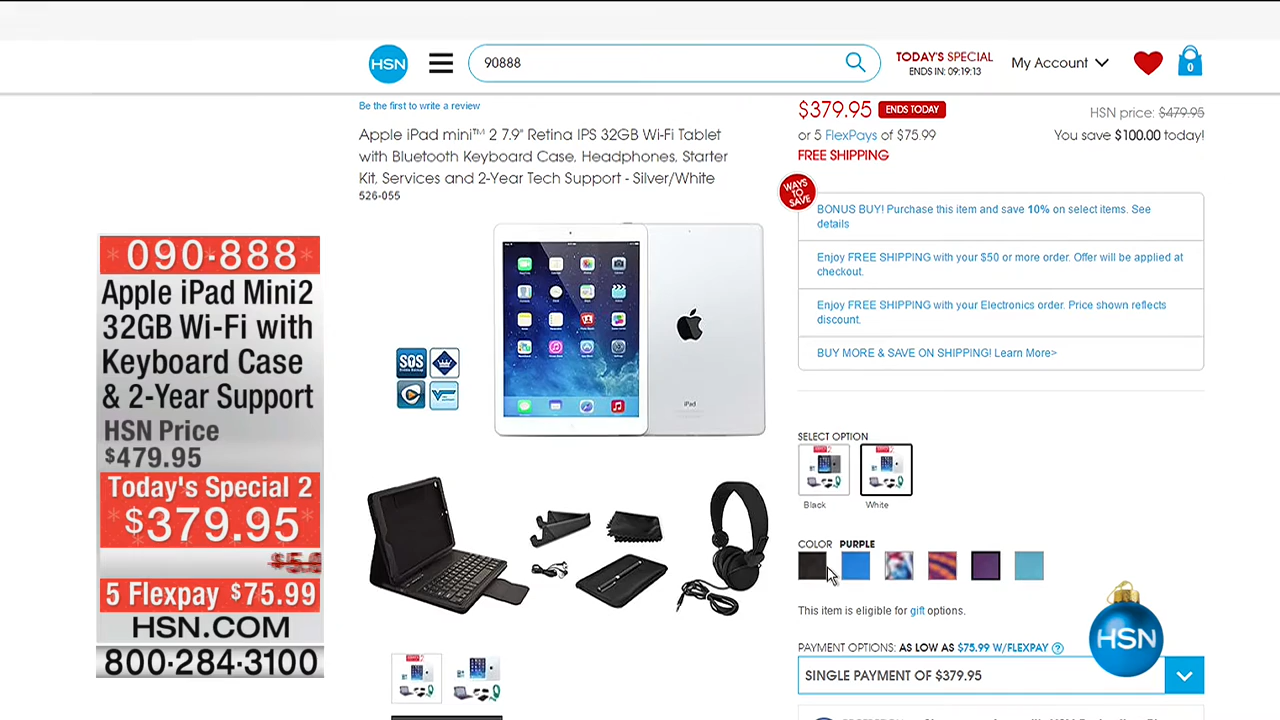 HSN
90888
TODAY'S SPECIAL
ENDS IN: 09:19:13
My Account
0
Be the first to write a review
Apple iPad mini™ 2 7.9" Retina IPS 32GB Wi-Fi Tablet
with Bluetooth Keyboard Case, Headphones, Starter
Kit, Services and 2-Year Tech Support - Silver/White
526-055
$379.95 ENDS TODAY
HSN price: $479.95
or 5 FlexPays of $75.99
You save $100.00 today!
FREE SHIPPING
WAYS
TO
SAVE
BONUS BUY! Purchase this item and save 10% on select items. See
details
Enjoy FREE SHIPPING with your $50 or more order. Offer will be applied at
checkout.
Enjoy FREE SHIPPING with your Electronics order. Price shown reflects
discount.
BUY MORE & SAVE ON SHIPPING! Learn More>
090-888
Apple iPad Mini2
32GB Wi-Fi with
Keyboard Case
& 2-Year Support
HSN Price
$479.95
Today's Special 2
$379.95
5 Flexpay $75.99
HSN.COM
800-284-3100
SOS
iPad
SELECT OPTION
Black
White
COLOR PURPLE
This item is eligible for gift options.
HSN
PAYMENT OPTIONS: AS LOW AS $75.99 W/FLEXPAY ?
SINGLE PAYMENT OF $379.95